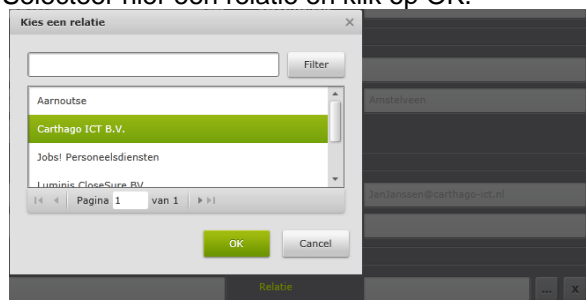 Selecteer hier een relatie en klik op OK.
Kies een relatie
Filter
Aarnoutse
Amstelveen
Carthago ICT B.V.
Jobs! Personeelsdiensten
Luminis CloseSure BV
JanJanssen@carthago-ict.nl
Pagina 1 van 1
OK Cancel
Relatie ... x